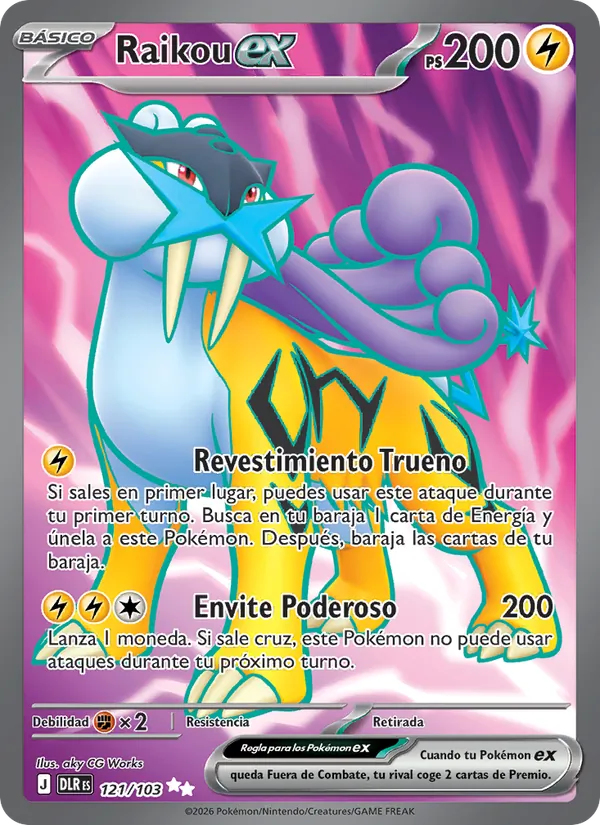 BÁSICO
Raikou ex
PS 200
Revestimiento Trueno
Si sales en primer lugar, puedes usar este ataque durante
tu primer turno. Busca en tu baraja 1 carta de Energía y
únela a este Pokémon. Después, baraja las cartas de tu
baraja.
Envite Poderoso 200
Lanza 1 moneda. Si sale cruz, este Pokémon no puede usar
ataques durante tu próximo turno.
Debilidad ×2 Resistencia Retirada
Ilus. aky CG Works
Regla para los Pokémon ex Cuando tu Pokémon ex
queda Fuera de Combate, tu rival coge 2 cartas de Premio.
J DLR ES 121/103
©2026 Pokémon/Nintendo/Creatures/GAME FREAK